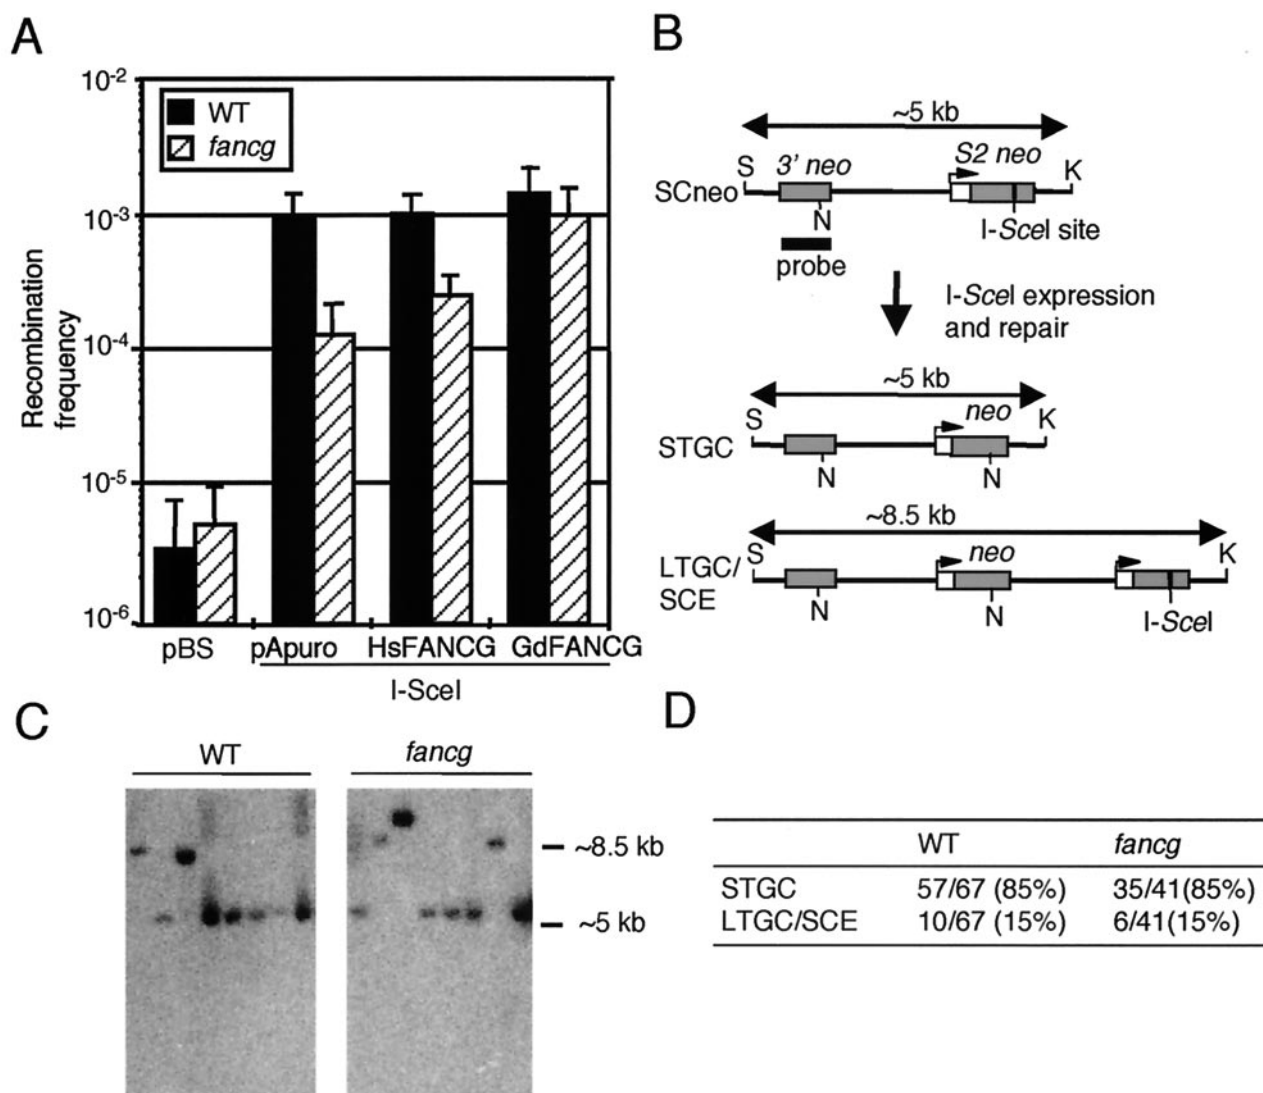 A
10-2
10-3
10-4
10-5
10-6
Recombination
frequency
WT
fancg
pBS pApuro HsFANCG GdFANCG
I-SceI
B
~5 kb
S 3' neo S2 neo K
SCneo
N I-SceI site
probe
I-SceI expression
and repair
~5 kb
S neo K
STGC
N N
~8.5 kb
S neo K
LTGC/
SCE
N N I-SceI
C
WT fancg
~8.5 kb
~5 kb
D
WT fancg
STGC 57/67 (85%) 35/41(85%)
LTGC/SCE 10/67 (15%) 6/41(15%)